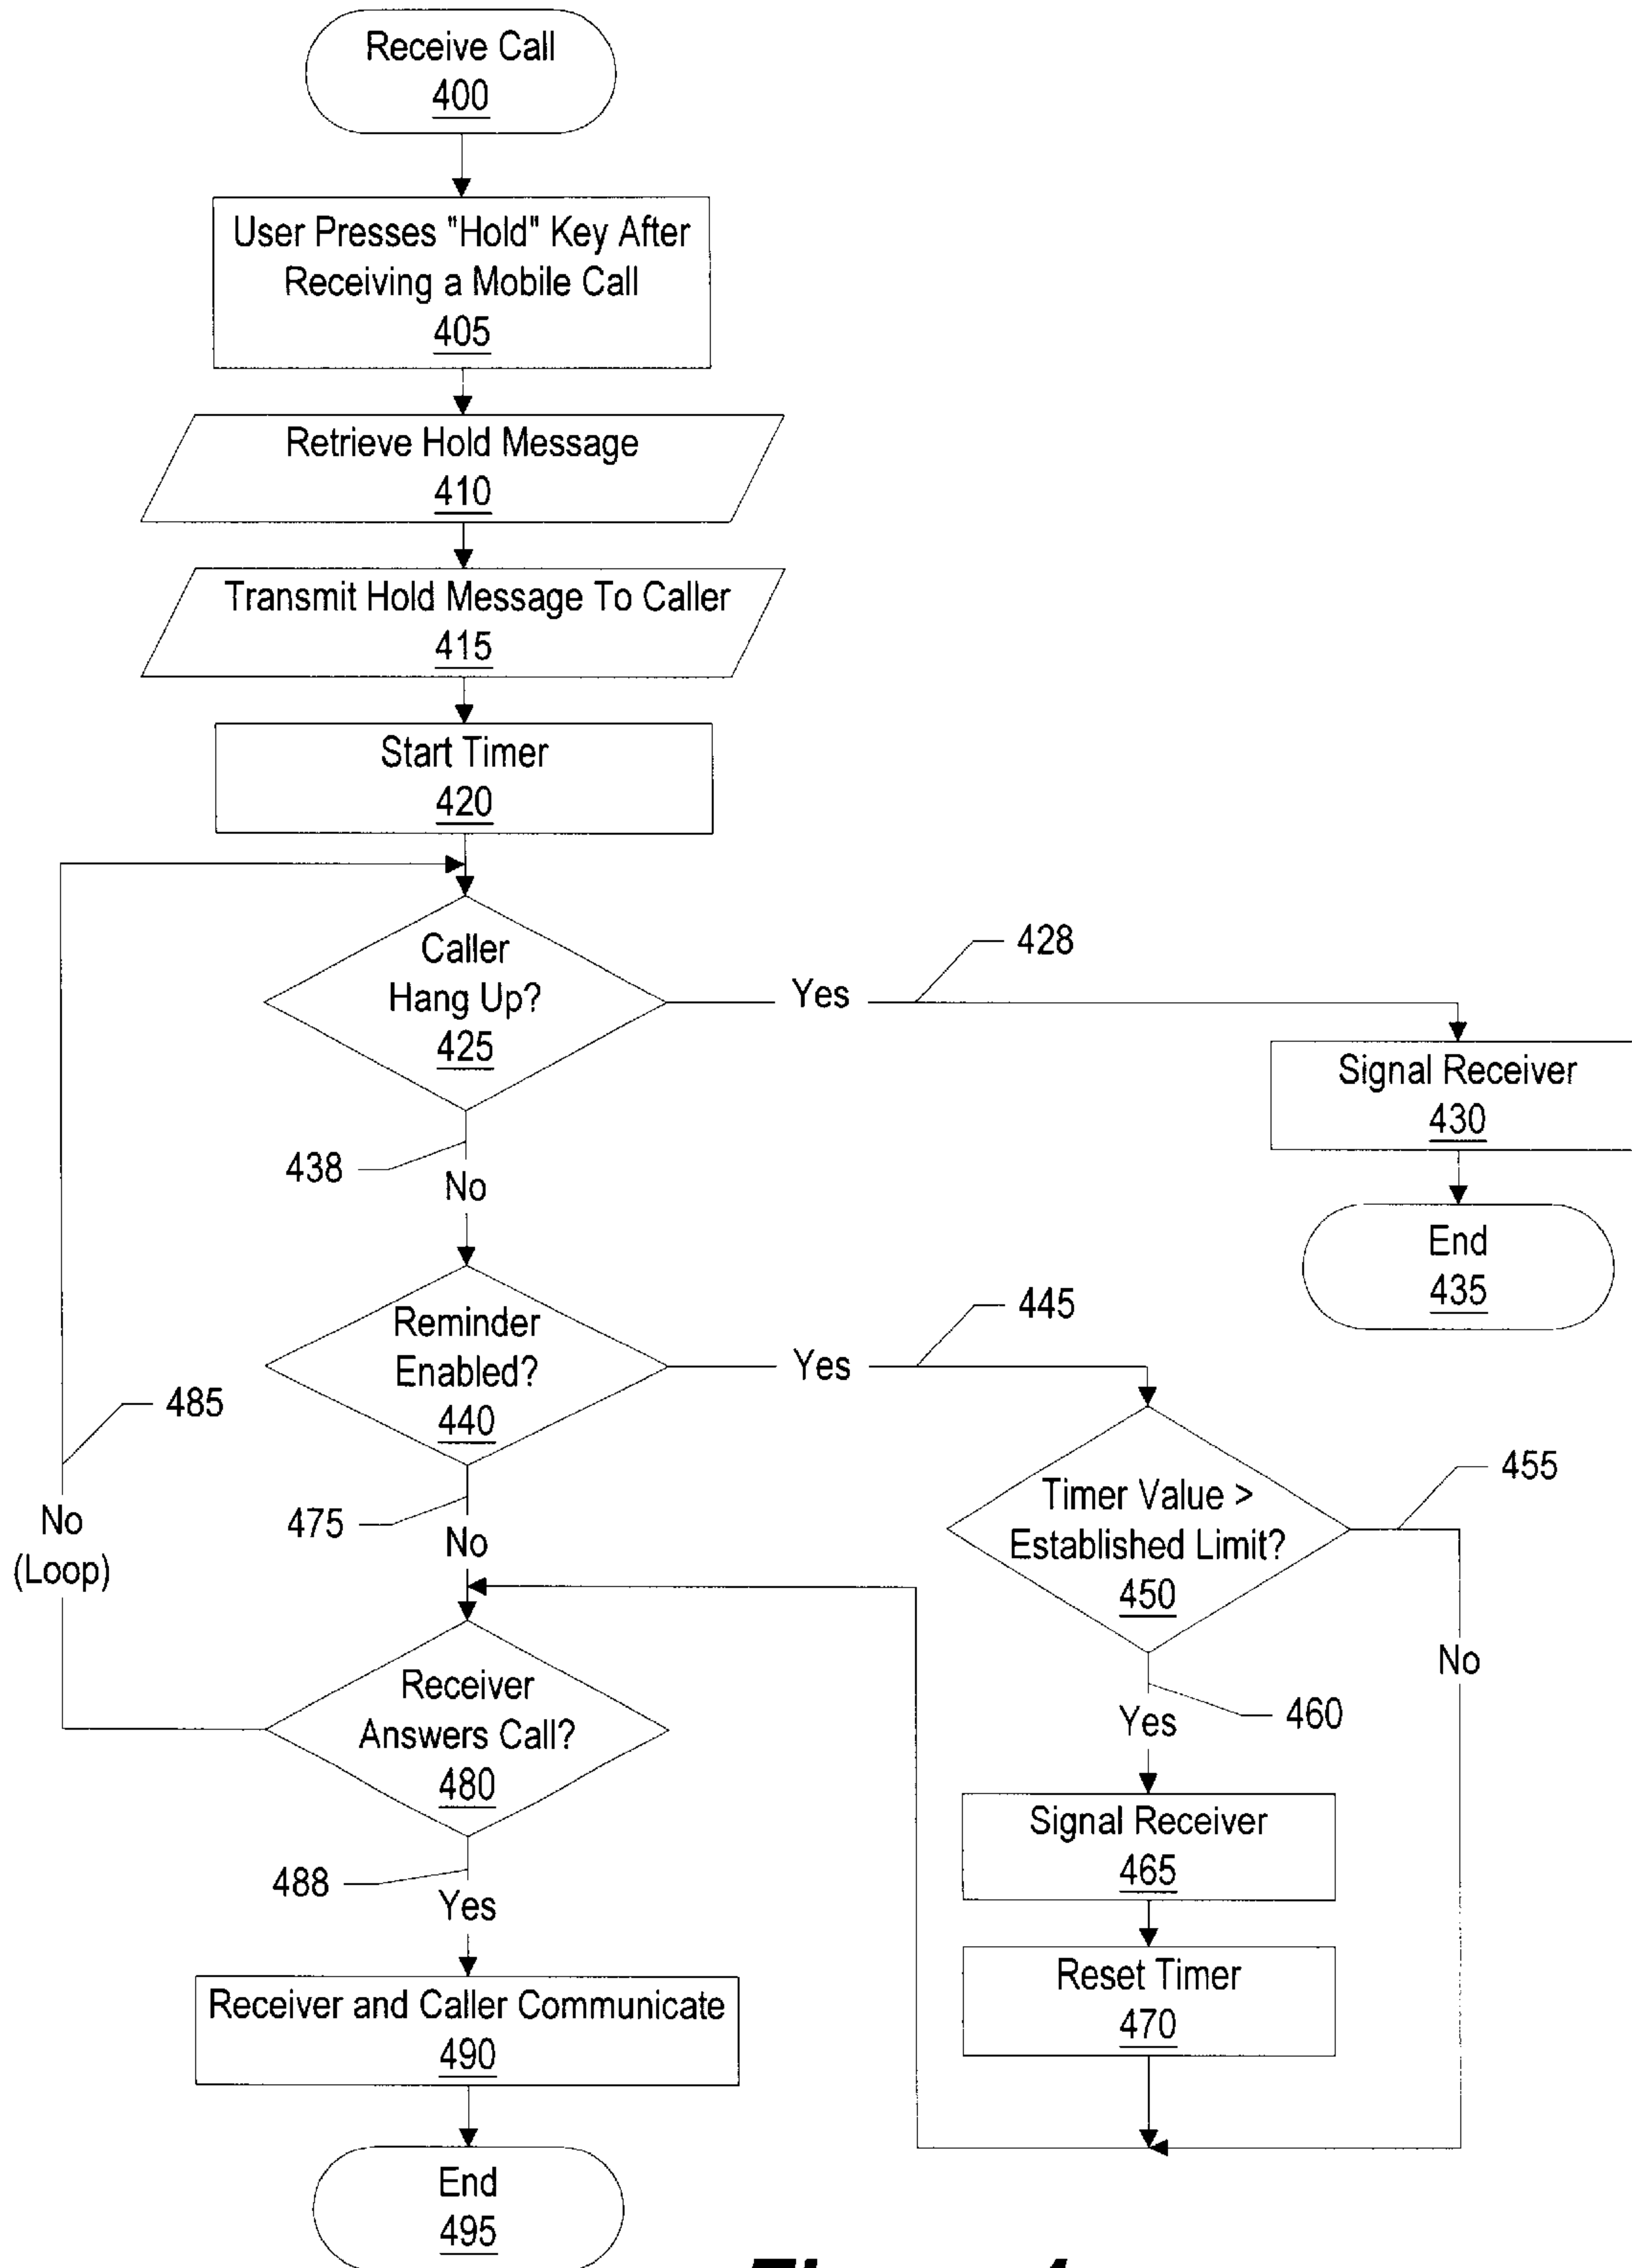 Receive Call
400
User Presses "Hold" Key After
Receiving a Mobile Call
405
Retrieve Hold Message
410
Transmit Hold Message To Caller
415
Start Timer
420
Caller
Hang Up?
425
Yes
428
Signal Receiver
430
End
435
438
No
Reminder
Enabled?
440
Yes
445
Timer Value >
Established Limit?
450
455
No
460
Yes
Signal Receiver
465
Reset Timer
470
475
No
Receiver
Answers Call?
480
485
No
(Loop)
488
Yes
Receiver and Caller Communicate
490
End
495